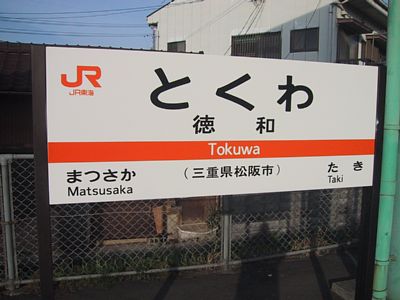 JR
JR東海
とくわ
徳和
Tokuwa
まつさか
Matsusaka
(三重県松阪市)
たき
Taki